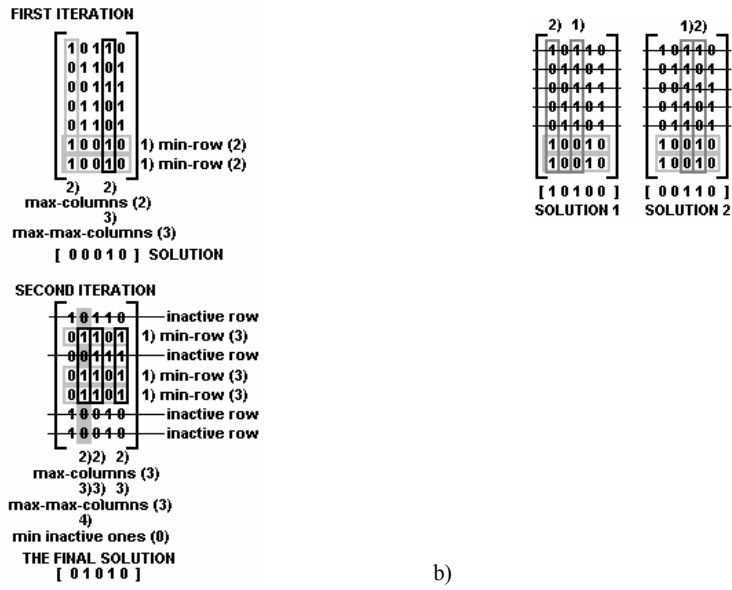 FIRST ITERATION
1 0 1 1 0
0 1 1 0 1
0 0 1 1 1
0 1 1 0 1
0 1 1 0 1
1 0 0 1 0 1) min-row (2)
1 0 0 1 0 1) min-row (2)
2) 2)
max-columns (2)
3)
max-max-columns (3)
[ 0 0 0 1 0 ] SOLUTION
SECOND ITERATION
1 0 1 1 0 inactive row
0 1 1 0 1 1) min-row (3)
0 0 1 1 1 inactive row
0 1 1 0 1 1) min-row (3)
0 1 1 0 1 1) min-row (3)
1 0 0 1 0 inactive row
1 0 0 1 0 inactive row
2)2) 2)
max-columns (3)
3)3) 3)
max-max-columns (3)
4)
min inactive ones (0)
THE FINAL SOLUTION
[ 0 1 0 1 0 ]
2) 1)
1 0 1 1 0
0 1 1 0 1
0 0 1 1 1
0 1 1 0 1
0 1 1 0 1
1 0 0 1 0
1 0 0 1 0
[ 1 0 1 0 0 ]
SOLUTION 1
1)2)
1 0 1 1 0
0 1 1 0 1
0 0 1 1 1
0 1 1 0 1
0 1 1 0 1
1 0 0 1 0
1 0 0 1 0
[ 0 0 1 1 0 ]
SOLUTION 2
b)